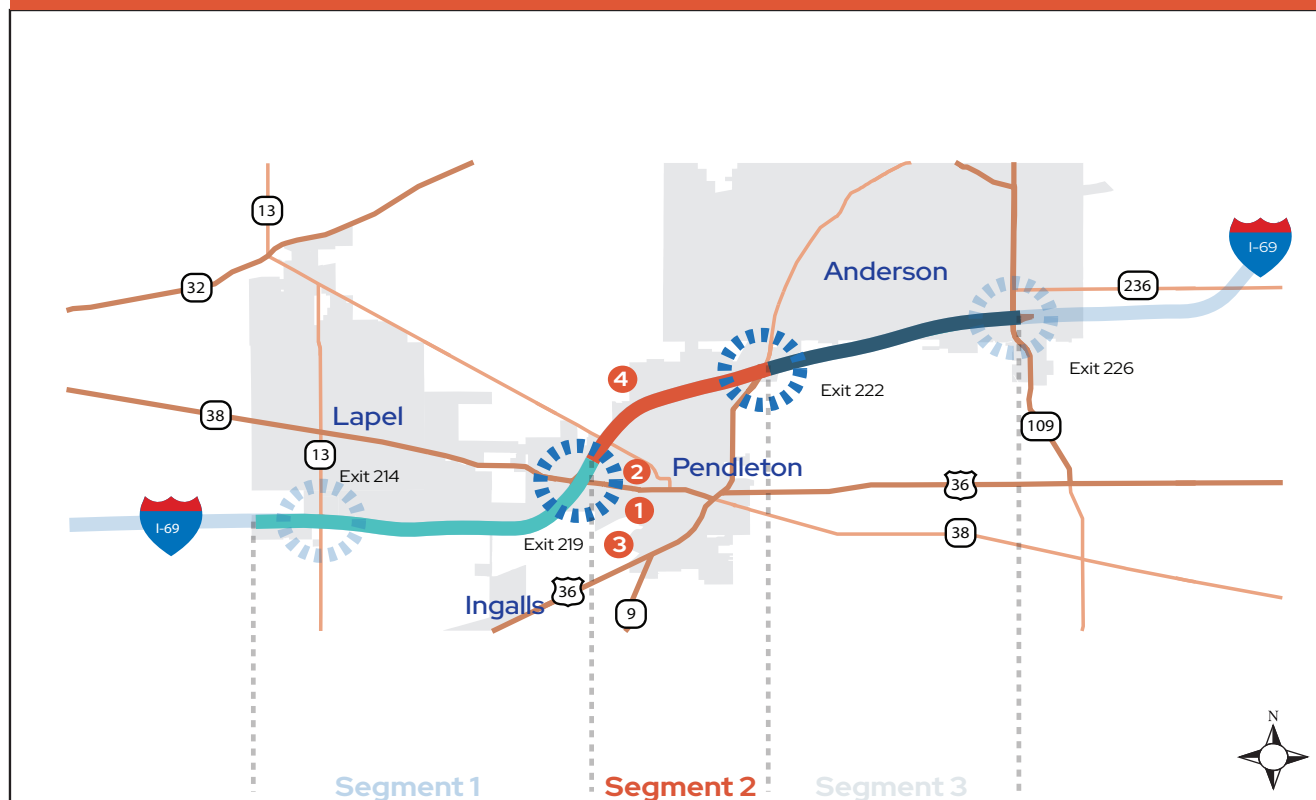 13
32
Anderson
I-69
236
4
Exit 222
Exit 226
38
Lapel
13
Exit 214
109
2
Pendleton
36
I-69
1
Exit 219
3
38
36
Ingalls
9
N
Segment 1
Segment 2
Segment 3